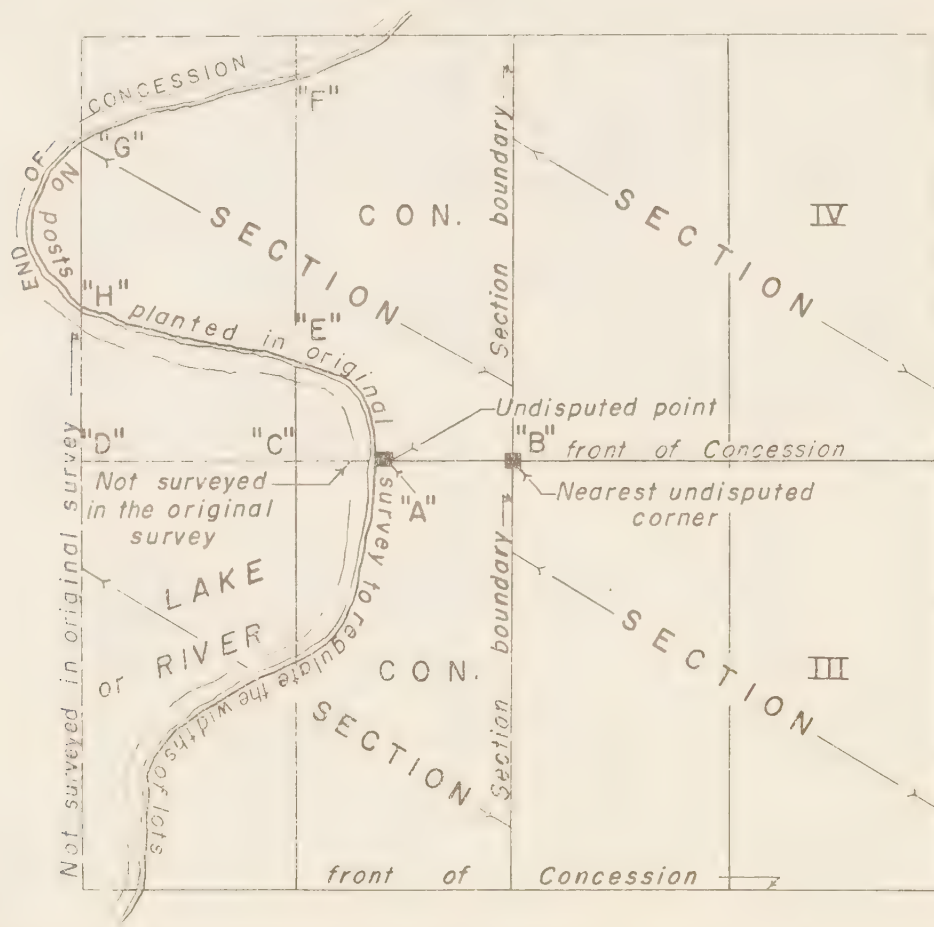 END OF CONCESSION
"F"
"G"
No posts planted in original survey to regulate the widths of lots
SECTION
CON.
Section boundary
SECTION
IV
"H"
"E"
Undisputed point
"D"
"C"
"B"
front of Concession
Not surveyed
in the original
survey
"A"
Nearest undisputed
corner
Not surveyed in original survey
LAKE
or RIVER
CON.
SECTION
Section boundary
SECTION
III
front of Concession